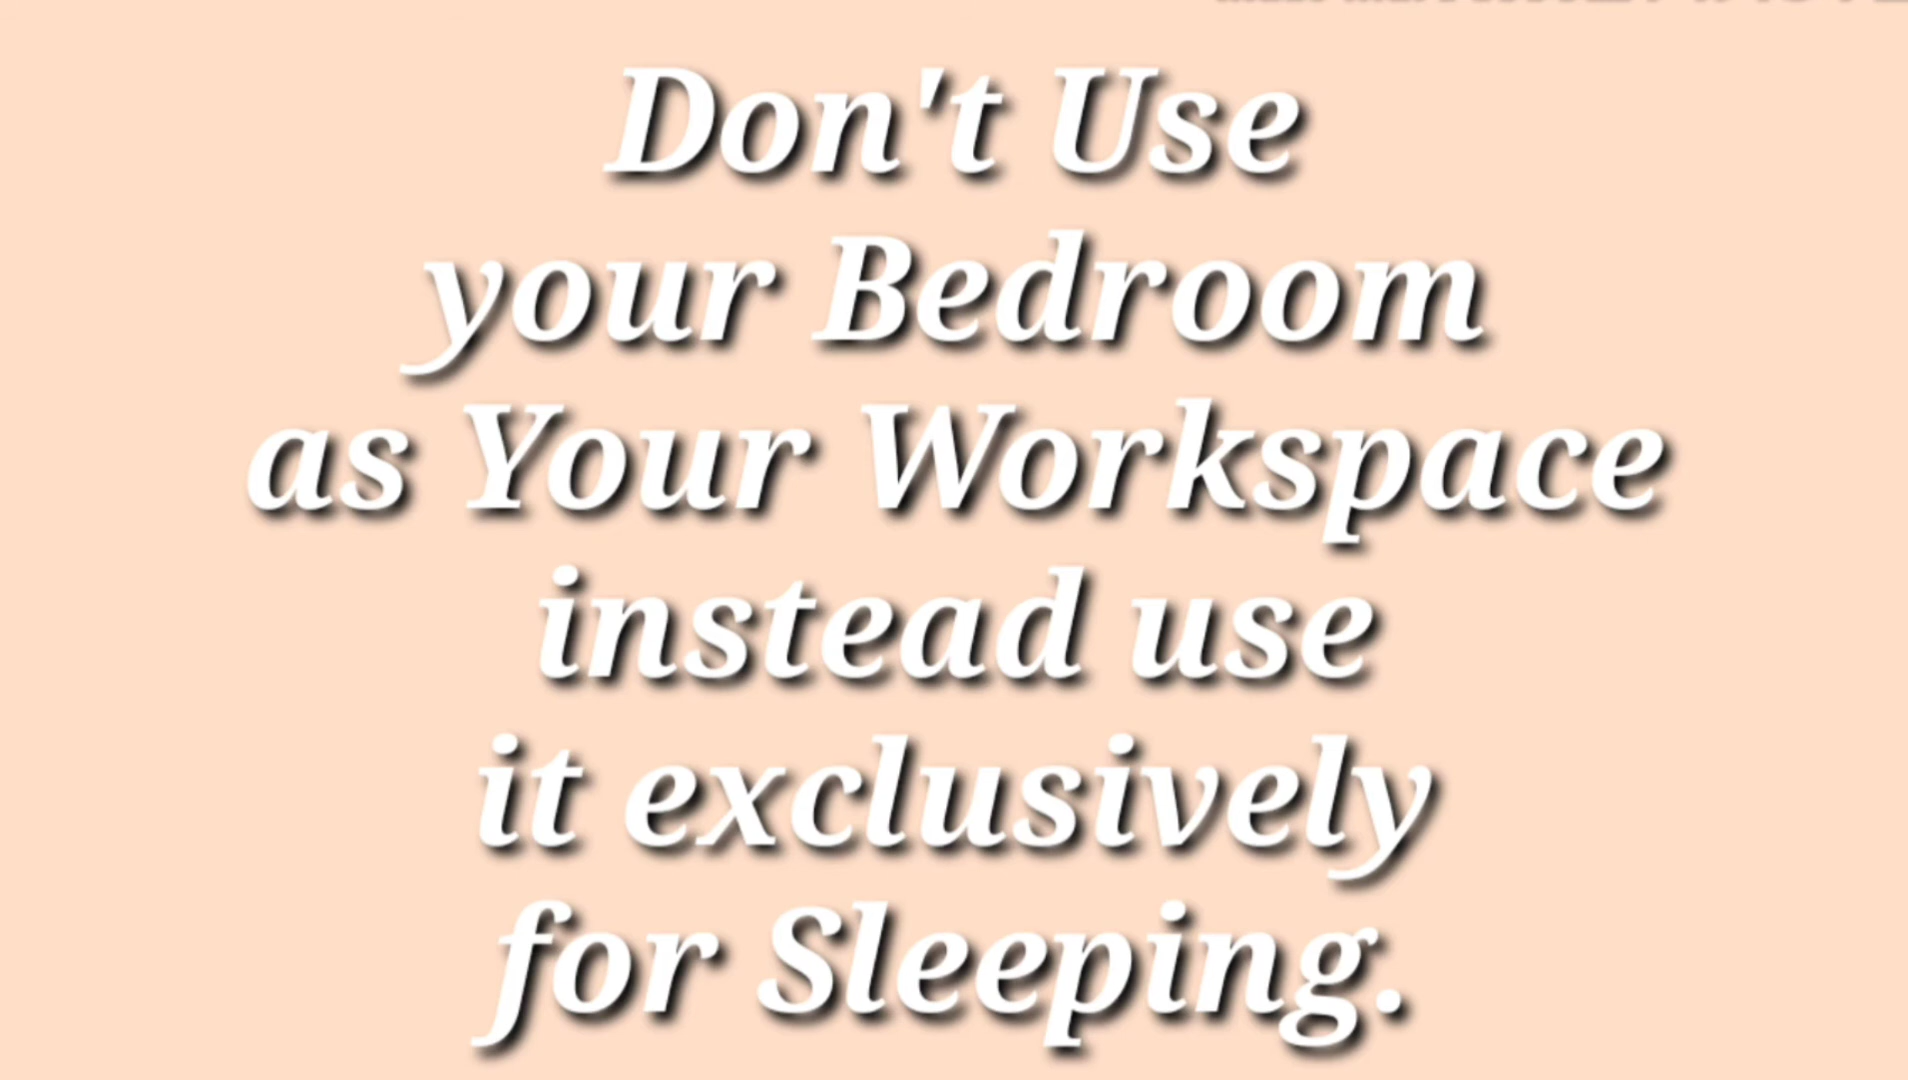 Don't Use
your Bedroom
as Your Workspace
instead use
it exclusively
for Sleeping.